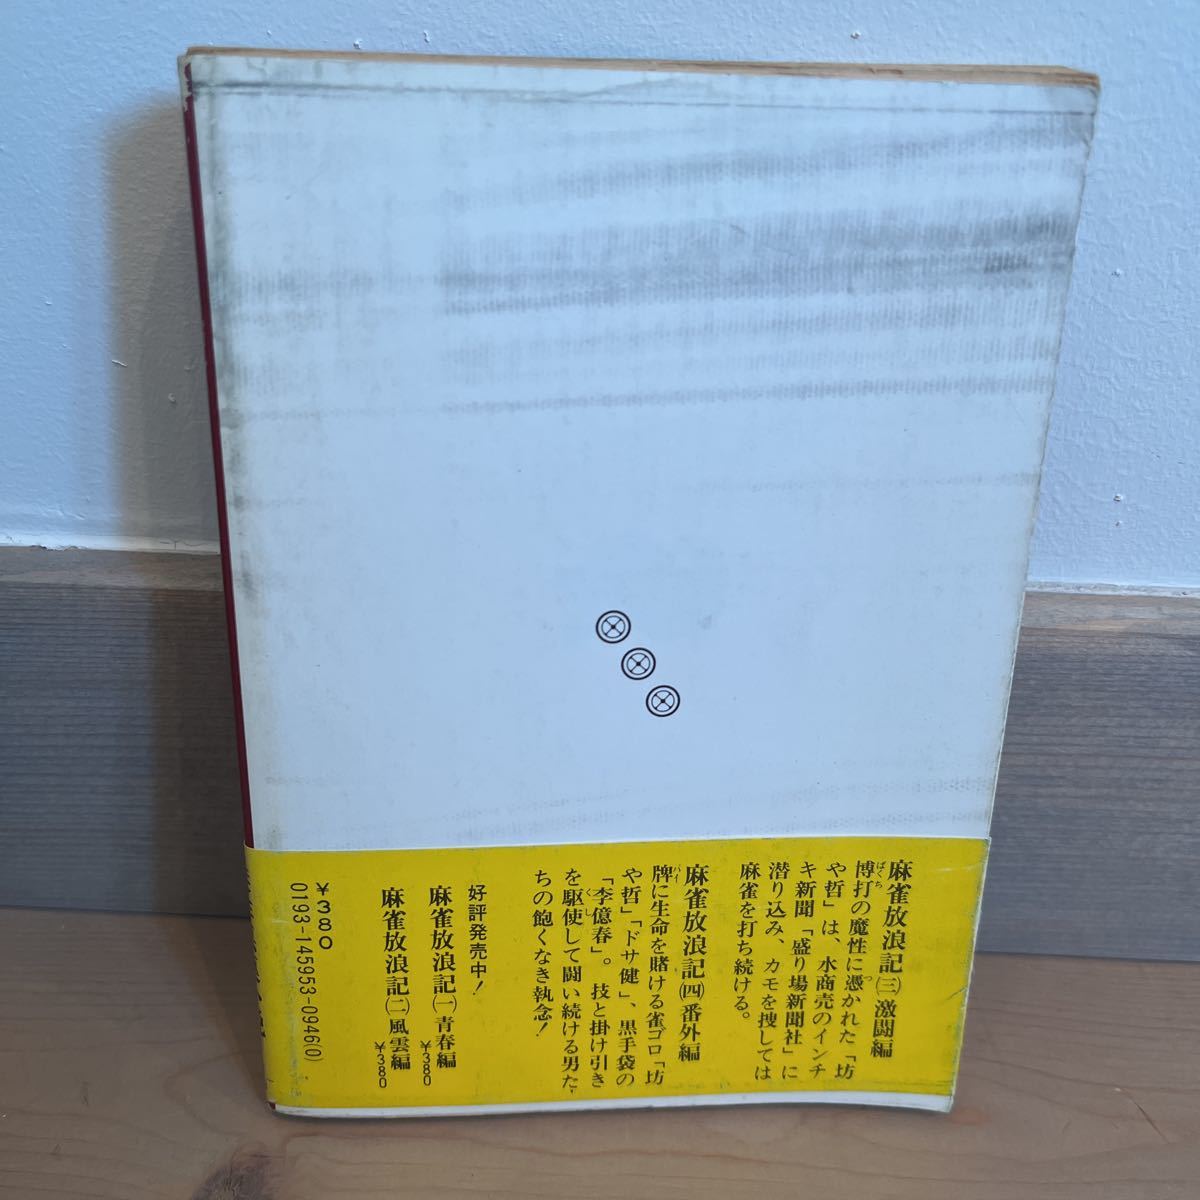 麻雀放浪記㈢激闘編
博打の魔性に憑かれた「坊
や哲」は、水商売のインチ
キ新聞「盛り場新聞社」に
潜り込み、カモを捜しては
麻雀を打ち続ける。
麻雀放浪記㈣番外編
牌に生命を賭ける雀ゴロ「坊
や哲」「ドサ健」、黒手袋の
「李億春」。技と掛け引き
を駆使して闘い続ける男た
ちの飽くなき執念!
好評発売中!
麻雀放浪記㈠青春編 ¥380
麻雀放浪記㈡風雲編 ¥380
¥380
0193-145953-0946(0)